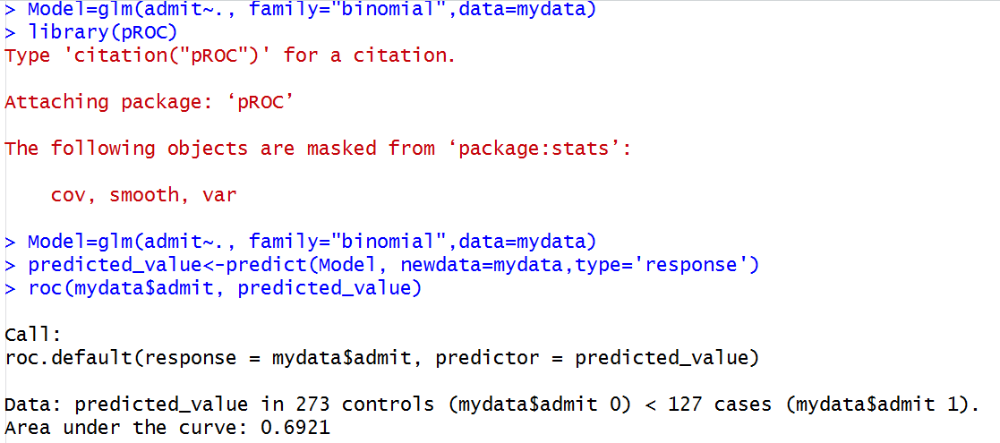 > Model=glm(admit~., family="binomial",data=mydata)
> library(pROC)
Type 'citation("pROC")' for a citation.
Attaching package: ‘pROC’
The following objects are masked from ‘package:stats’:
cov, smooth, var
> Model=glm(admit~., family="binomial",data=mydata)
> predicted_value<-predict(Model, newdata=mydata,type='response')
> roc(mydata$admit, predicted_value)
Call:
roc.default(response = mydata$admit, predictor = predicted_value)
Data: predicted_value in 273 controls (mydata$admit 0) < 127 cases (mydata$admit 1).
Area under the curve: 0.6921